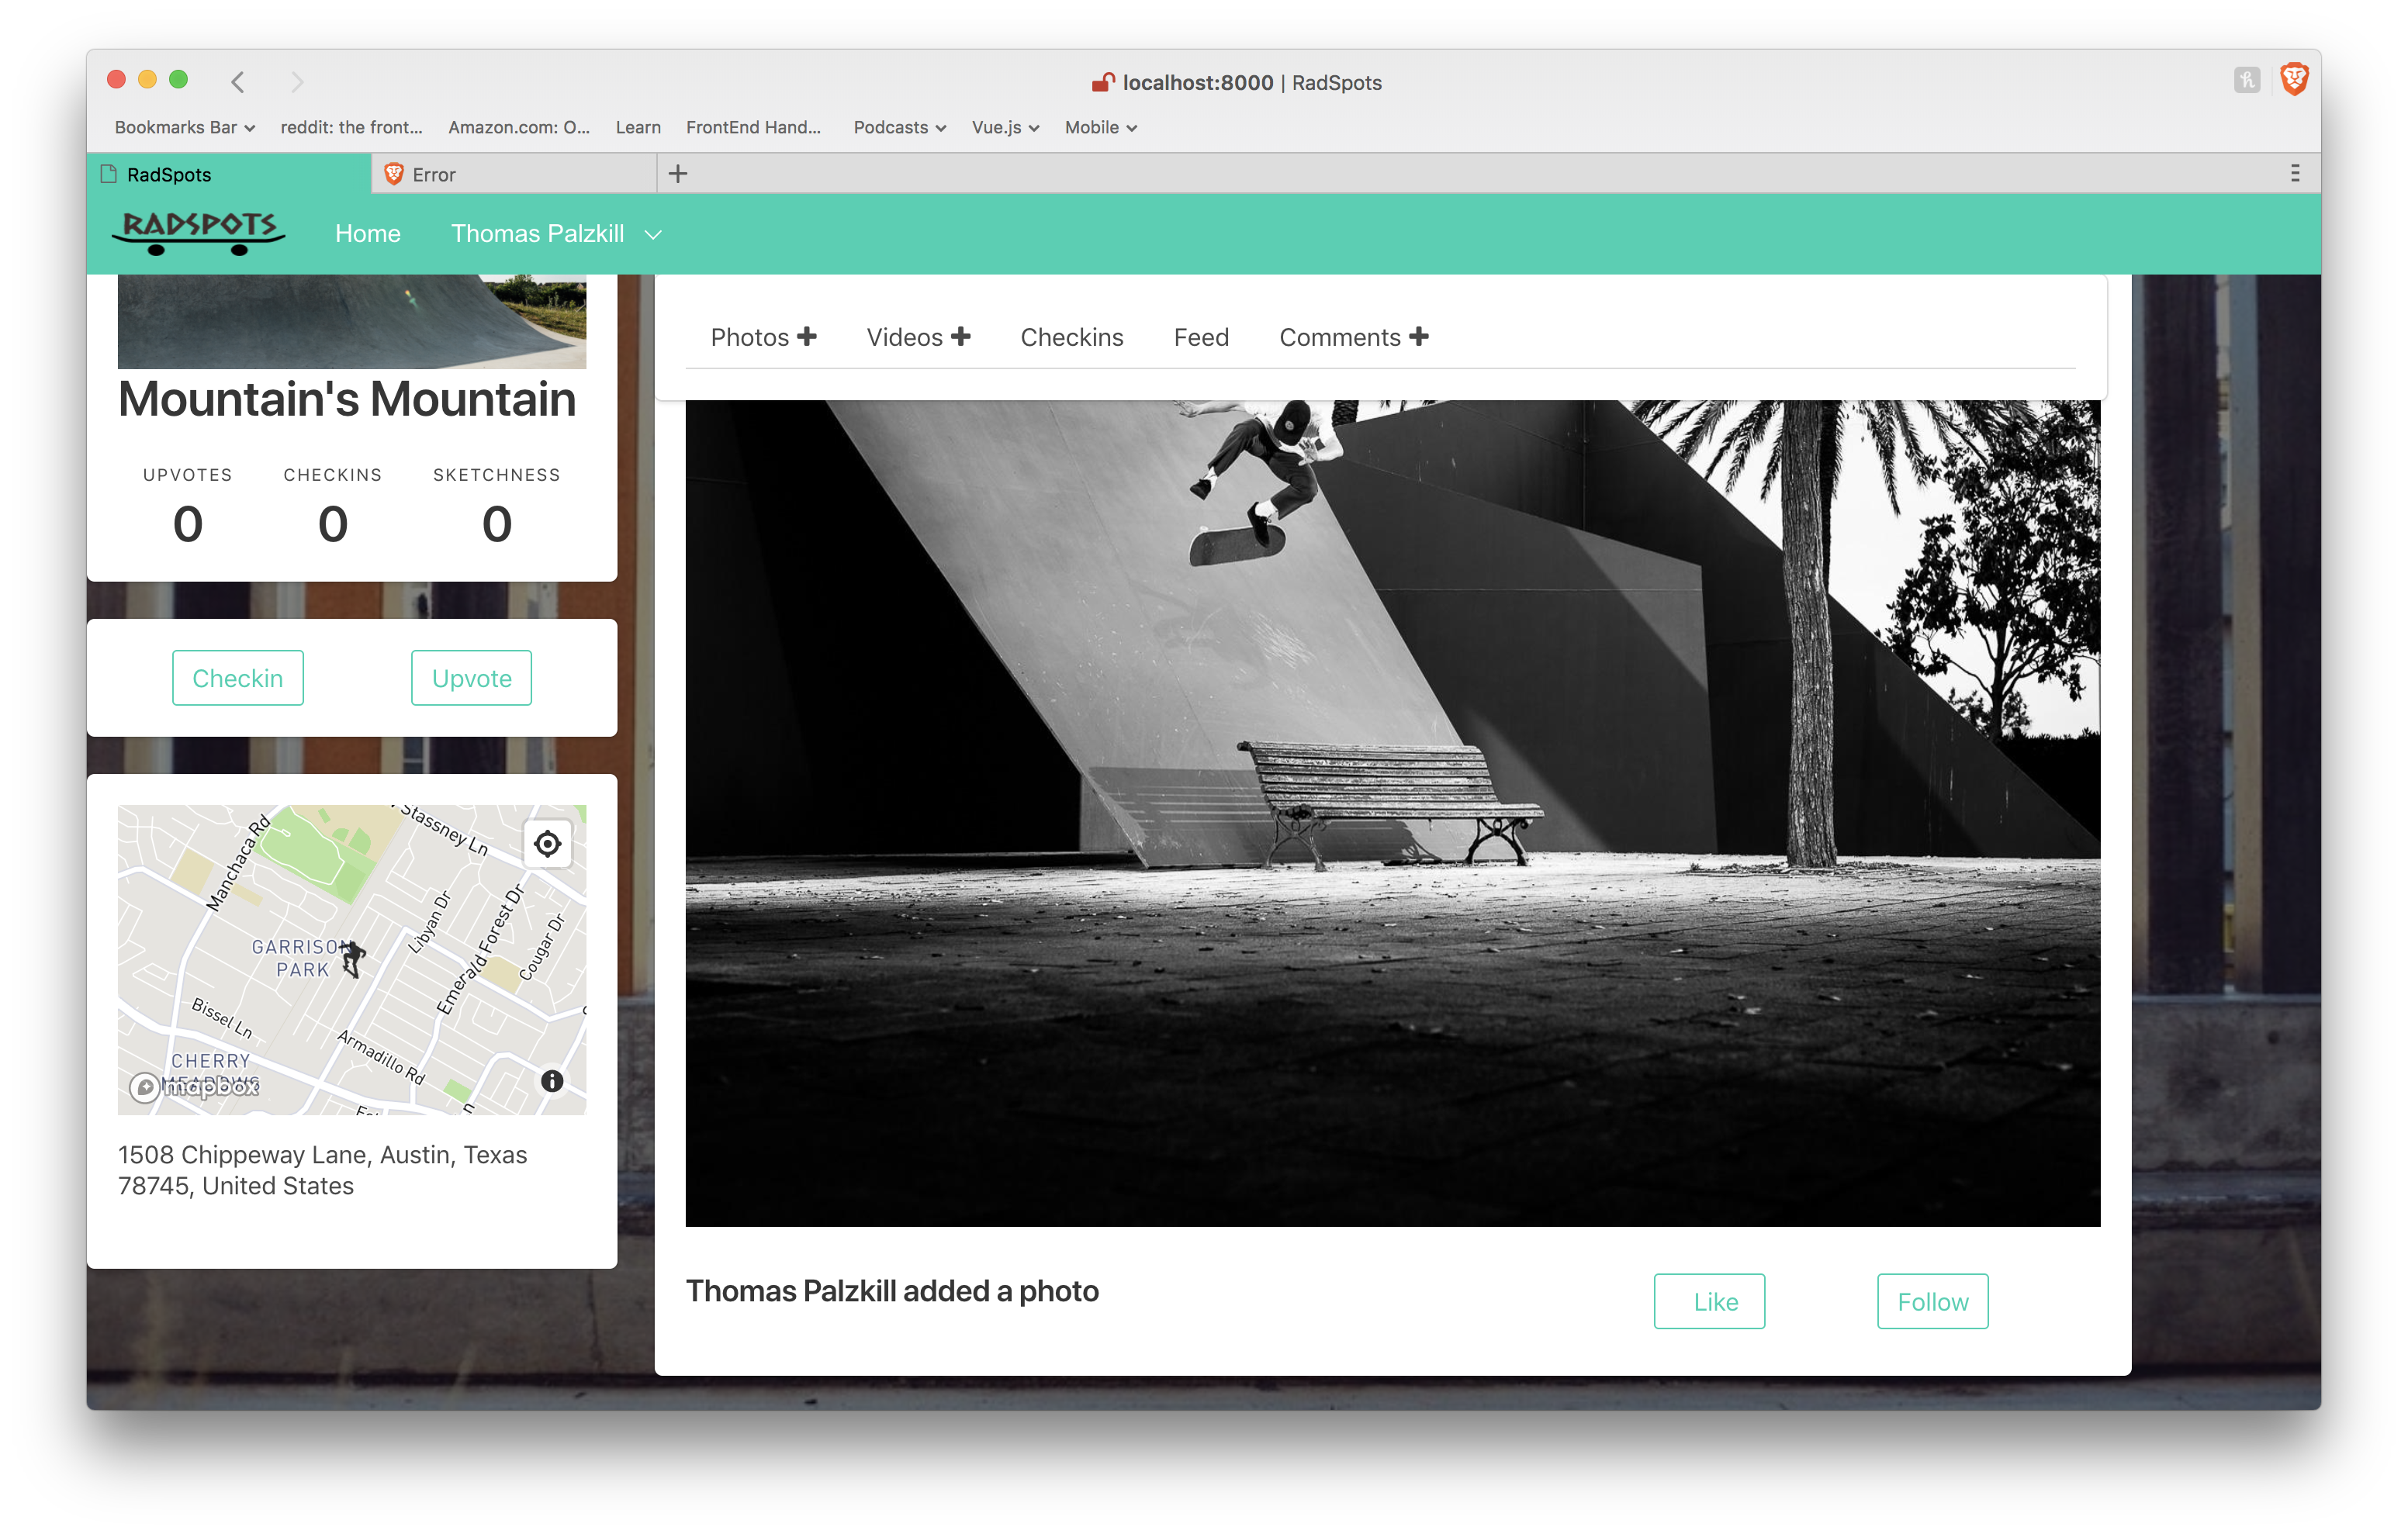 localhost:8000 | RadSpots
Bookmarks Bar reddit: the front... Amazon.com: O... Learn FrontEnd Hand... Podcasts Vue.js Mobile
RadSpots Error
RADSPOTS Home Thomas Palzkill
Photos Videos Checkins Feed Comments
Mountain's Mountain
UPVOTES CHECKINS SKETCHNESS
0 0 0
Checkin Upvote
Stassney Ln
Manchaca Rd
Libyan Dr
Emerald Forest Dr
Cougar Dr
GARRISON
PARK
Bissel Ln
Armadillo Rd
CHERRY
MEADOWS
mapbox
1508 Chippeway Lane, Austin, Texas
78745, United States
Thomas Palzkill added a photo
Like Follow